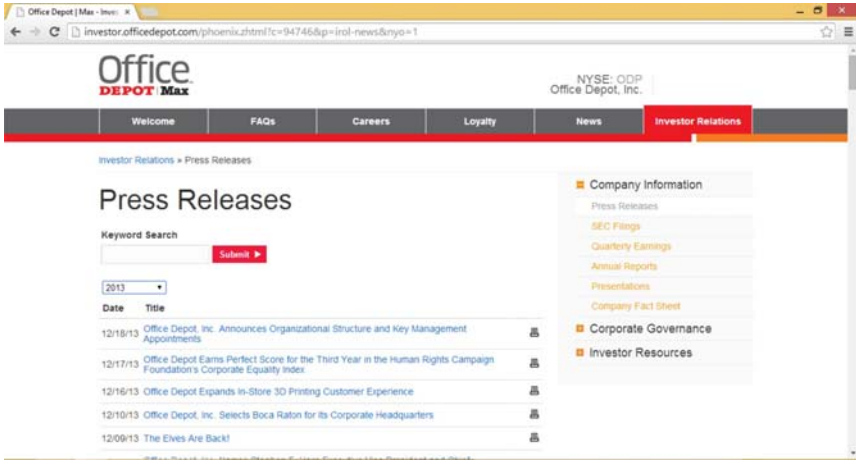 Office Depot | Max - Inves
investor.officedepot.com/phoenix.zhtml?c=94746&p=irol-news&nyo=1
Office
DEPOT Max
NYSE: ODP
Office Depot, Inc.
Welcome
FAQs
Careers
Loyalty
News
Investor Relations
Investor Relations » Press Releases
Press Releases
Keyword Search
Submit
2013
Date Title
12/18/13 Office Depot, Inc. Announces Organizational Structure and Key Management
Appointments
12/17/13 Office Depot Earns Perfect Score for the Third Year in the Human Rights Campaign
Foundation's Corporate Equality Index
12/16/13 Office Depot Expands In-Store 3D Printing Customer Experience
12/10/13 Office Depot, Inc. Selects Boca Raton for its Corporate Headquarters
12/09/13 The Elves Are Back!
Company Information
Press Releases
SEC Filings
Quarterly Earnings
Annual Reports
Presentations
Company Fact Sheet
Corporate Governance
Investor Resources